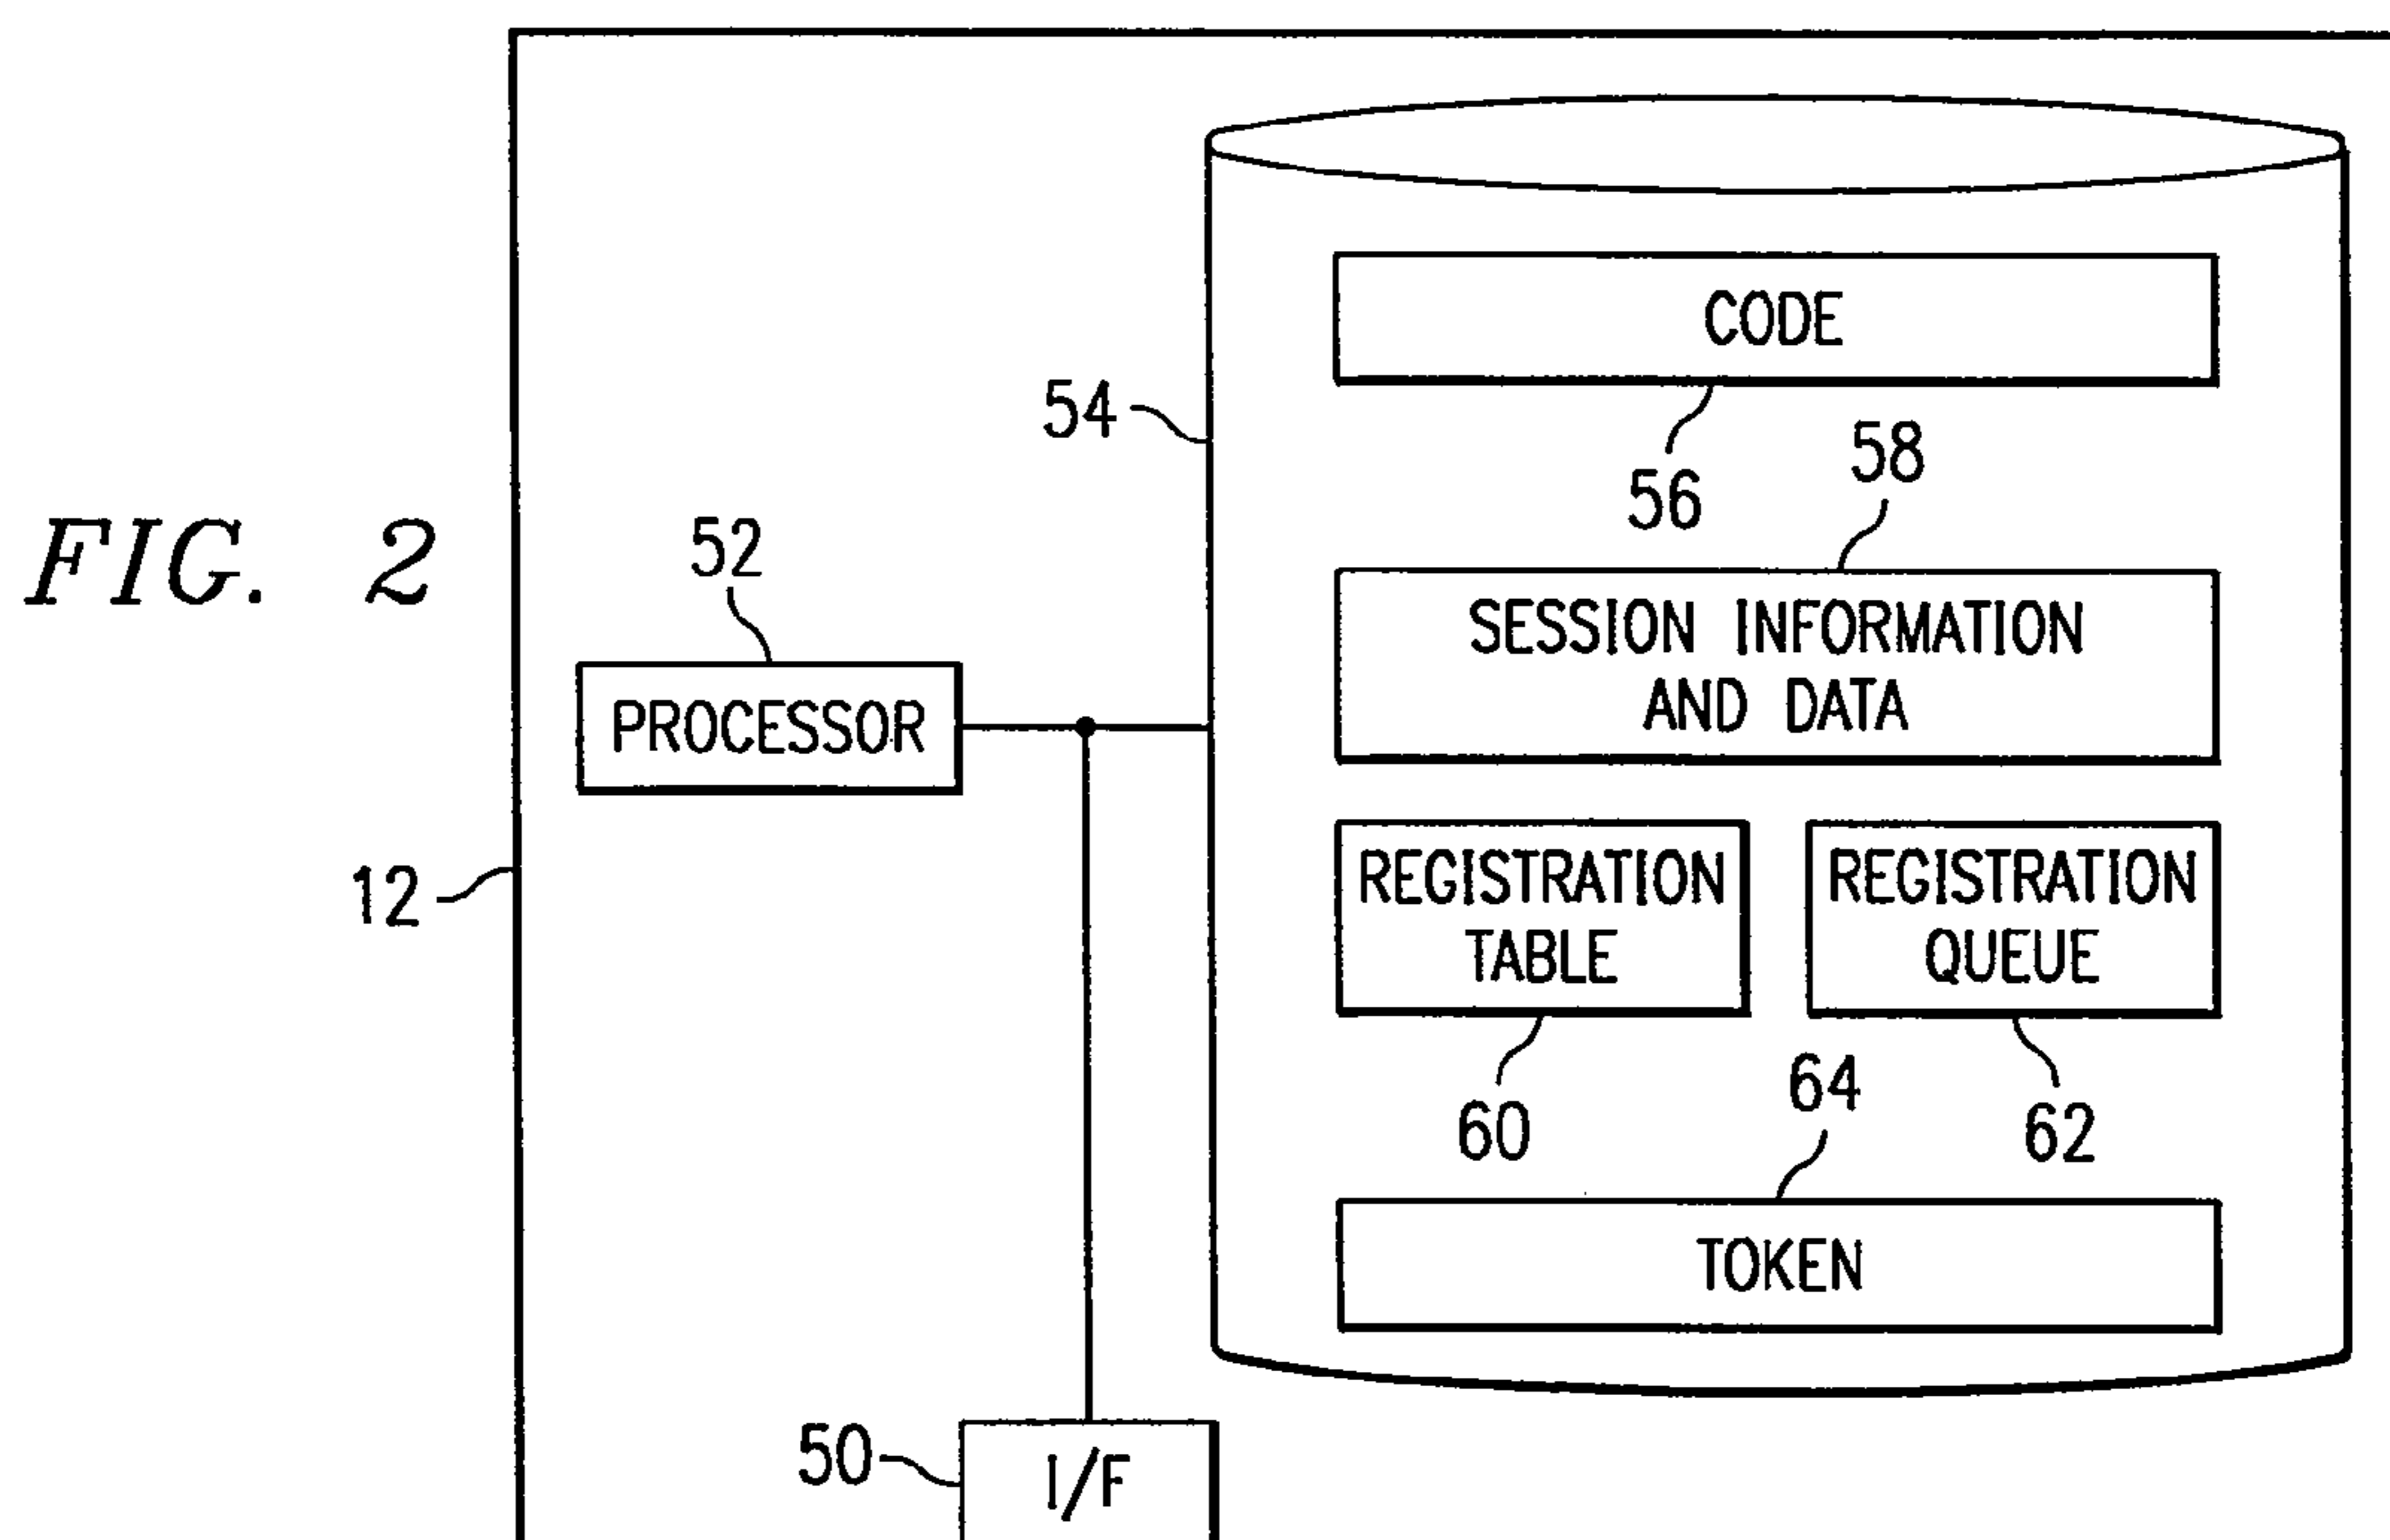 CODE
54
56
58
FIG. 2
52
SESSION INFORMATION
AND DATA
PROCESSOR
12
REGISTRATION
TABLE
REGISTRATION
QUEUE
60
64
62
TOKEN
50
I/F